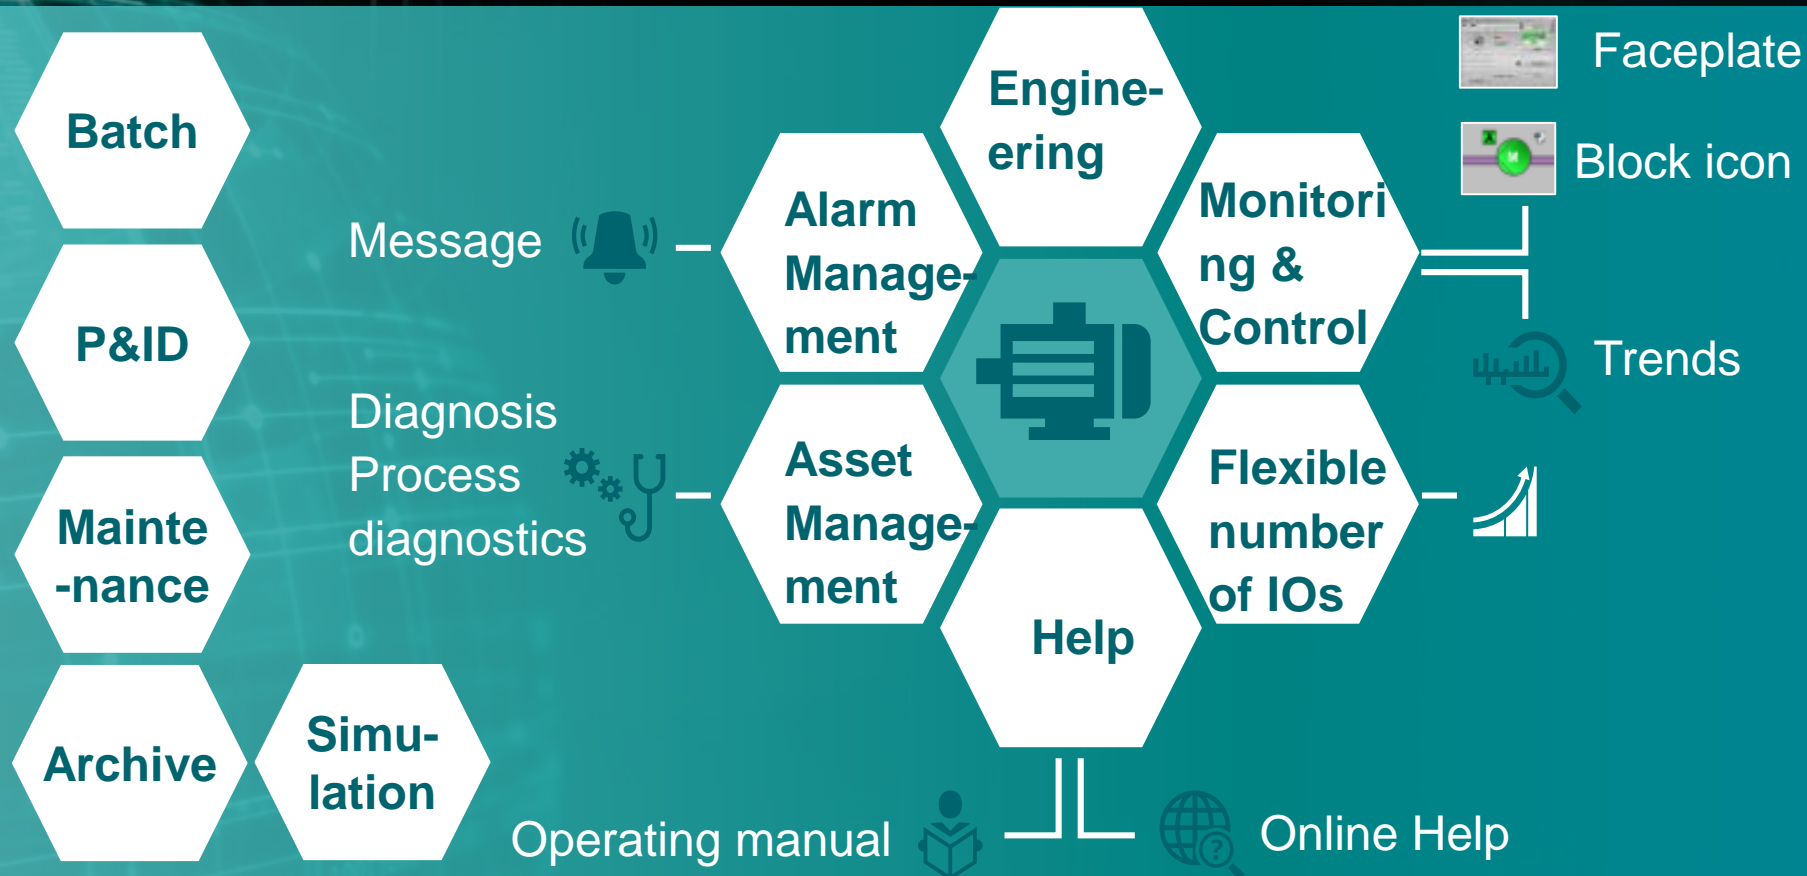 Batch
P&ID
Mainte
-nance
Archive
Simu-
lation
Message
Diagnosis
Process
diagnostics
Alarm
Manage-
ment
Asset
Manage-
ment
Engine-
ering
Monitori
ng &
Control
Flexible
number
of IOs
Help
Faceplate
Block icon
M
Trends
Operating manual
?
Online Help